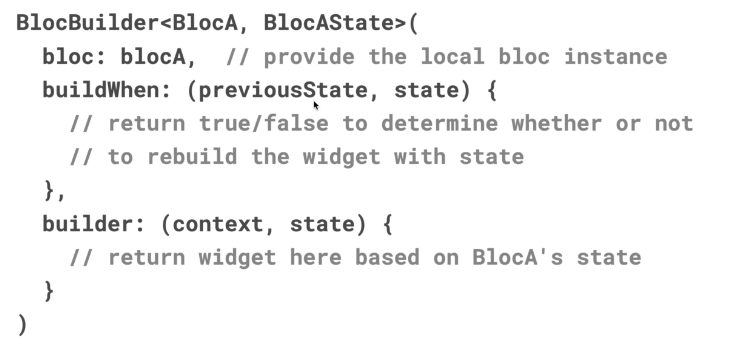 BlocBuilder<BlocA, BlocAState>(
  bloc: blocA,  // provide the local bloc instance
  buildWhen: (previousState, state) {
    // return true/false to determine whether or not
    // to rebuild the widget with state
  },
  builder: (context, state) {
    // return widget here based on BlocA's state
  }
)